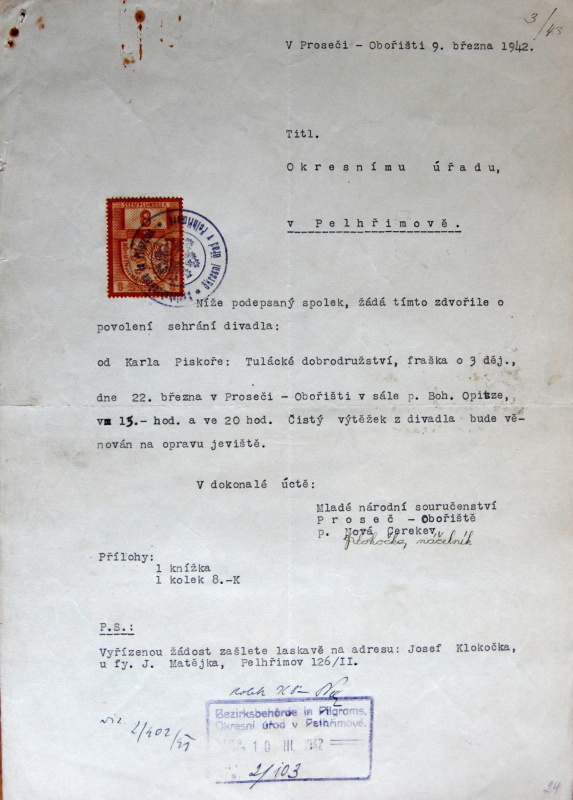 3/43
V Proseči - Obořišti 9. března 1942.
Titl.
Okresnímu úřadu,
v Pelhřimově.
8
Níže podepsaný spolek, žádá tímto zdvořile o
povolení sehrání divadla:
od Karla Piskoře: Tulácké dobrodružství, fraška o 3 děj.,
dne 22. března v Proseči - Obořišti v sále p. Boh. Opitze,
v 15.- hod. a ve 20 hod. Čistý výtěžek z divadla bude vě-
nován na opravu jeviště.
V dokonalé úctě:
Mladé národní souručenství
Proseč - Obořiště
p. Nová Cerekev
Klokočka, náčelník
Přílohy:
1 knížka
1 kolek 8.-K
P.S.:
Vyřízenou žádost zašlete laskavě na adresu: Josef Klokočka,
u fy. J. Matějka, Pelhřimov 126/II.
Bezirksbehörde in Pilgrams.
Okresní úřad v Pelhřimově.
10 III. 1942
2/103
24